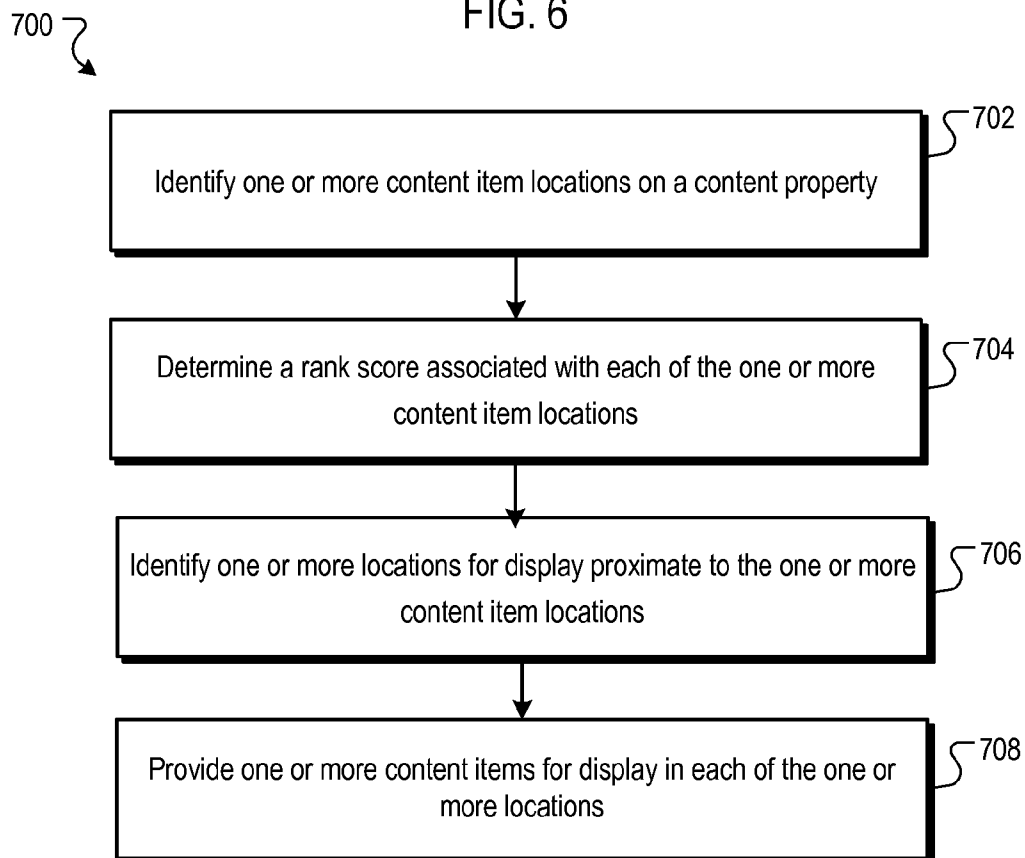 FIG. 6
700
Identify one or more content item locations on a content property
702
Determine a rank score associated with each of the one or more
content item locations
704
Identify one or more locations for display proximate to the one or more
content item locations
706
Provide one or more content items for display in each of the one or
more locations
708